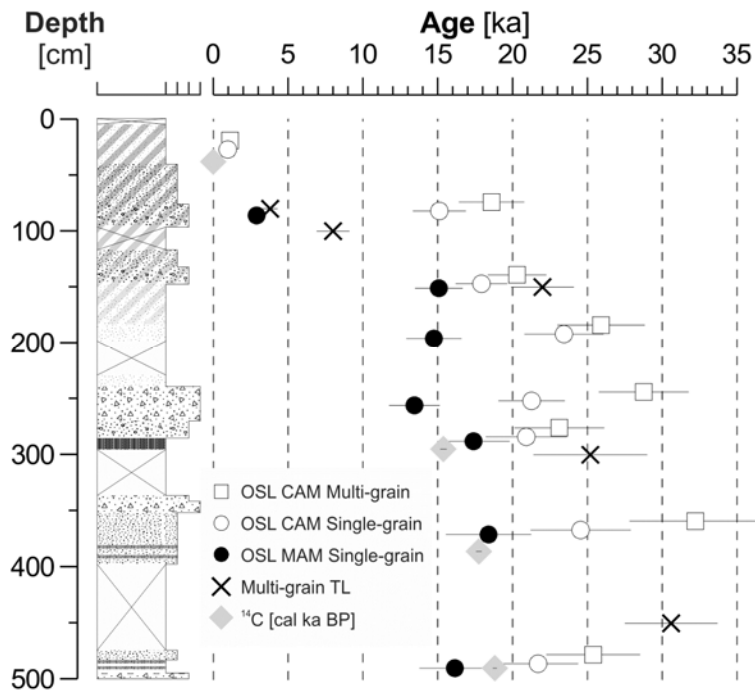 Depth
[cm]
Age [ka]
0 5 15 20 25 30 35
0
100
200
300
400
500
OSL CAM Multi-grain
OSL CAM Single-grain
OSL MAM Single-grain
Multi-grain TL
¹⁴C [cal ka BP]